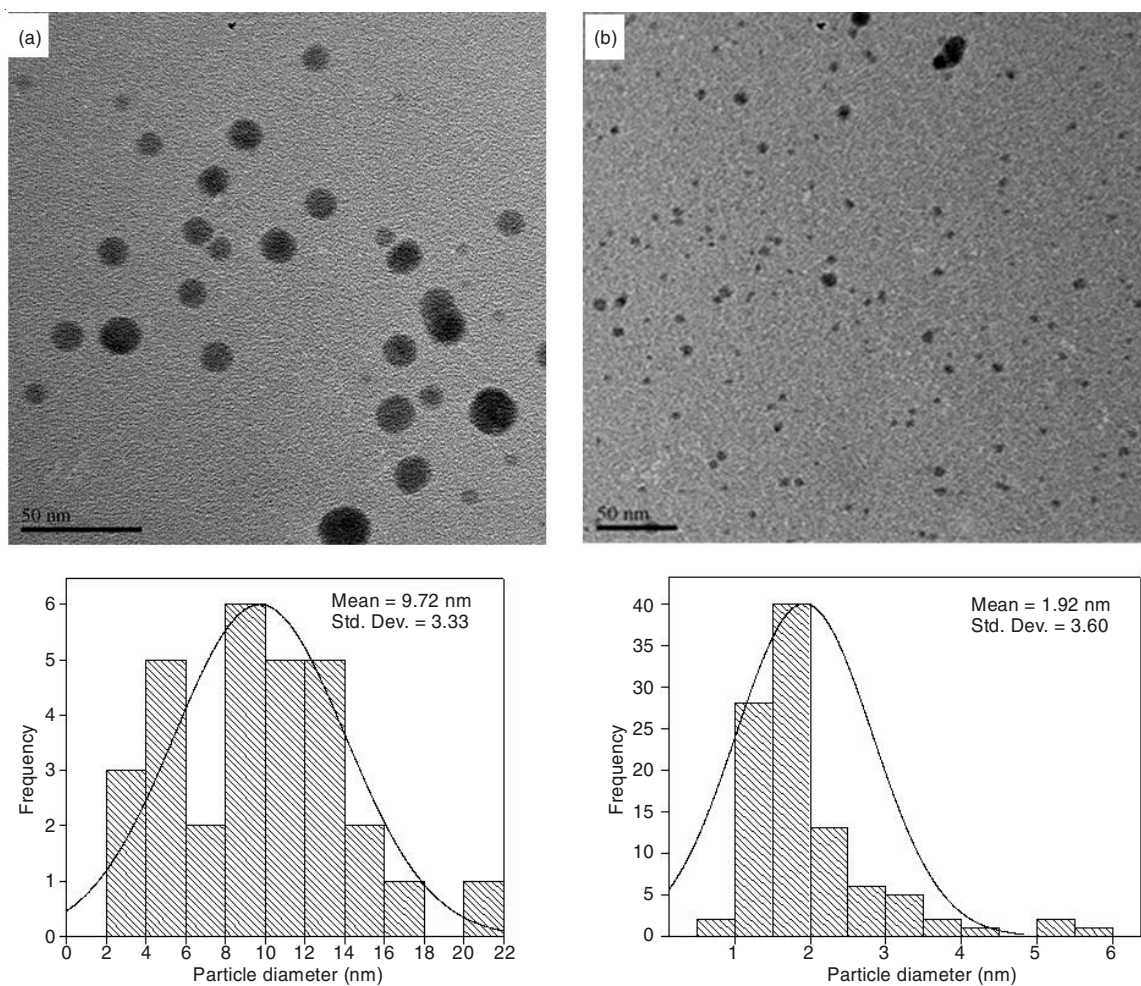 (a)
50 nm
(b)
50 nm
Mean = 9.72 nm
Std. Dev. = 3.33
Frequency
6
5
4
3
2
1
0
0 2 4 6 8 10 12 14 16 18 20 22
Particle diameter (nm)
Mean = 1.92 nm
Std. Dev. = 3.60
Frequency
40
35
30
25
20
15
10
5
0
1 2 3 4 5 6
Particle diameter (nm)